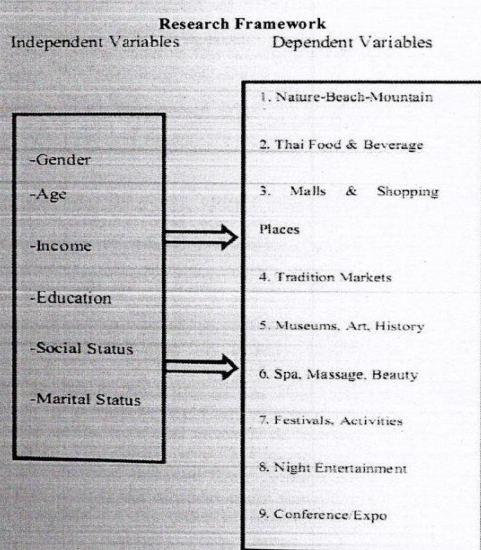 Research Framework
Independent Variables
Dependent Variables
-Gender
-Age
-Income
-Education
-Social Status
-Marital Status
1. Nature-Beach-Mountain
2. Thai Food & Beverage
3. Malls & Shopping
Places
4. Tradition Markets
5. Museums, Art, History
6. Spa, Massage, Beauty
7. Festivals, Activities
8. Night Entertainment
9. Conference/Expo